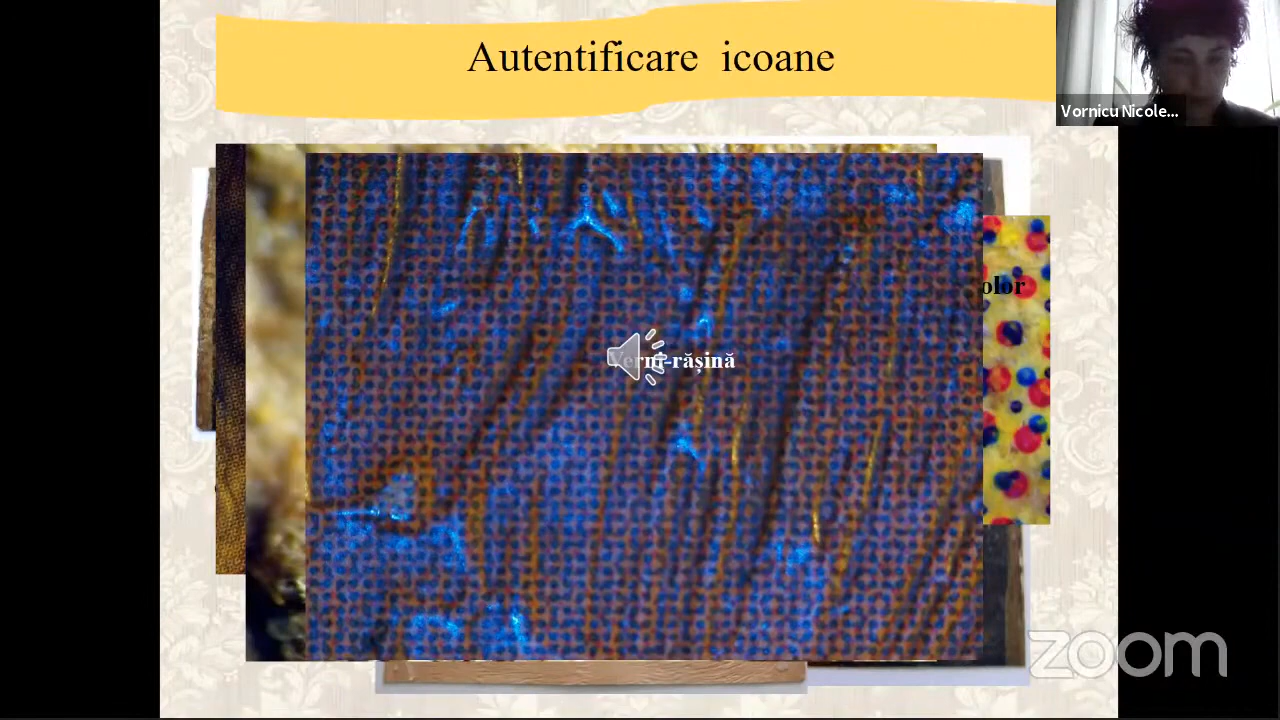 Autentificare icoane
Vornicu Nicole...
olor
Verni-rășină
zoom